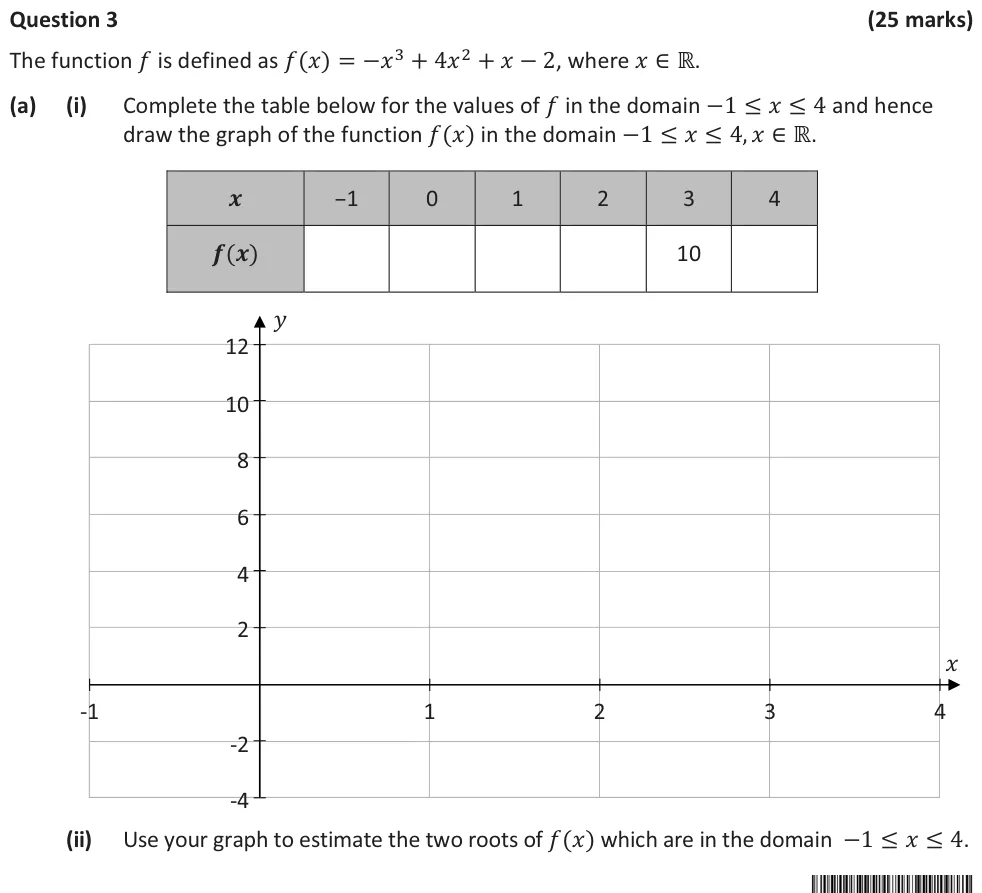 Question 3 (25 marks)
The function f is defined as f(x) = −x³ + 4x² + x − 2, where x ∈ ℝ.
(a) (i) Complete the table below for the values of f in the domain −1 ≤ x ≤ 4 and hence
draw the graph of the function f(x) in the domain −1 ≤ x ≤ 4, x ∈ ℝ.
x −1 0 1 2 3 4
f(x) 10
y
12
10
8
6
4
2
x
-1 1 2 3 4
-2
-4
(ii) Use your graph to estimate the two roots of f(x) which are in the domain −1 ≤ x ≤ 4.